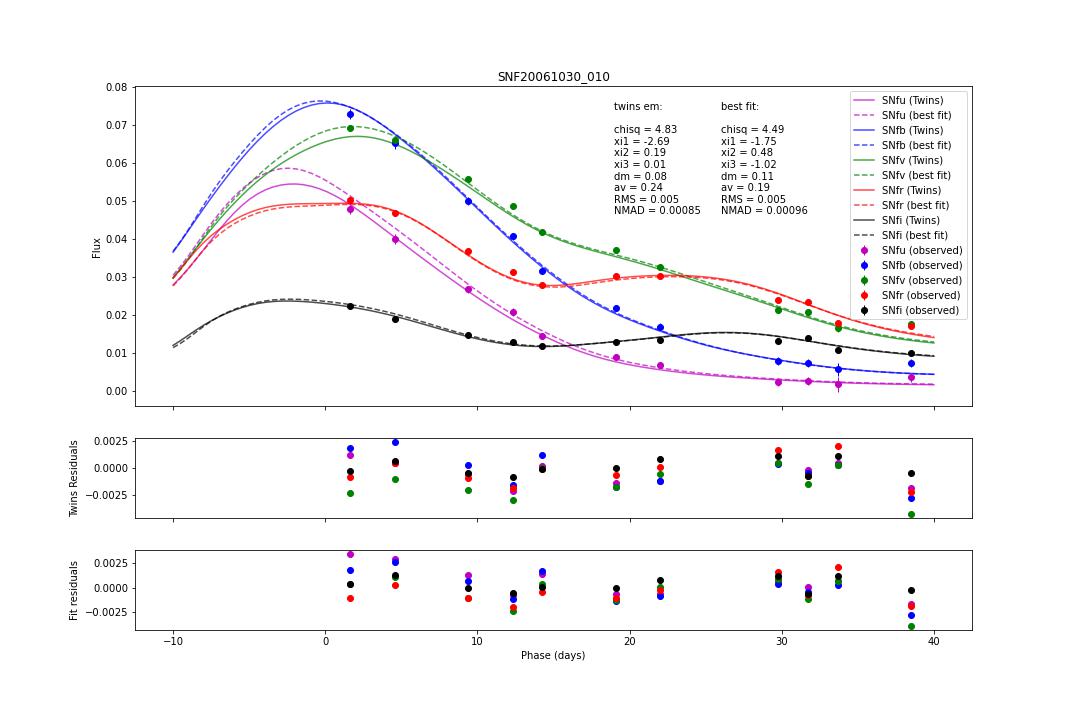 SNF20061030_010
0.08
0.07
0.06
0.05
0.04
0.03
0.02
0.01
0.00
Flux
twins em:
chisq = 4.83
xi1 = -2.69
xi2 = 0.19
xi3 = 0.01
dm = 0.08
av = 0.24
RMS = 0.005
NMAD = 0.00085
best fit:
chisq = 4.49
xi1 = -1.75
xi2 = 0.48
xi3 = -1.02
dm = 0.11
av = 0.19
RMS = 0.005
NMAD = 0.00096
SNfu (Twins)
SNfu (best fit)
SNfb (Twins)
SNfb (best fit)
SNfv (Twins)
SNfv (best fit)
SNfr (Twins)
SNfr (best fit)
SNfi (Twins)
SNfi (best fit)
SNfu (observed)
SNfb (observed)
SNfv (observed)
SNfr (observed)
SNfi (observed)
0.0025
0.0000
−0.0025
Twins Residuals
0.0025
0.0000
−0.0025
Fit residuals
−10
0
10
20
30
40
Phase (days)